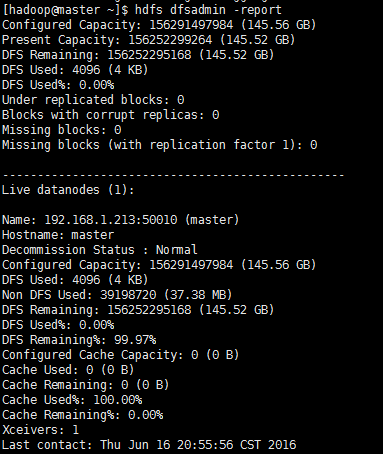 [hadoop@master ~]$ hdfs dfsadmin -report
Configured Capacity: 156291497984 (145.56 GB)
Present Capacity: 156252299264 (145.52 GB)
DFS Remaining: 156252295168 (145.52 GB)
DFS Used: 4096 (4 KB)
DFS Used%: 0.00%
Under replicated blocks: 0
Blocks with corrupt replicas: 0
Missing blocks: 0
Missing blocks (with replication factor 1): 0
-------------------------------------------------
Live datanodes (1):
Name: 192.168.1.213:50010 (master)
Hostname: master
Decommission Status : Normal
Configured Capacity: 156291497984 (145.56 GB)
DFS Used: 4096 (4 KB)
Non DFS Used: 39198720 (37.38 MB)
DFS Remaining: 156252295168 (145.52 GB)
DFS Used%: 0.00%
DFS Remaining%: 99.97%
Configured Cache Capacity: 0 (0 B)
Cache Used: 0 (0 B)
Cache Remaining: 0 (0 B)
Cache Used%: 100.00%
Cache Remaining%: 0.00%
Xceivers: 1
Last contact: Thu Jun 16 20:55:56 CST 2016